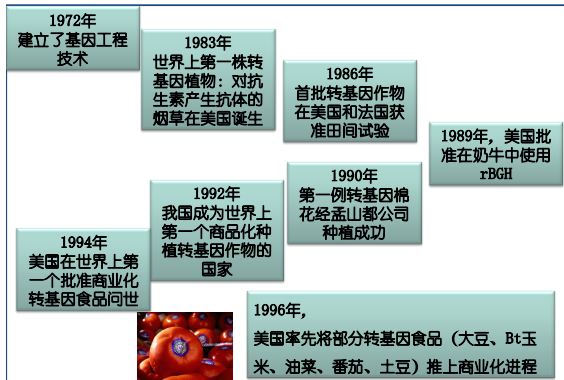 1972年
建立了基因工程
技术
1983年
世界上第一株转
基因植物：对抗
生素产生抗体的
烟草在美国诞生
1986年
首批转基因作物
在美国和法国获
准田间试验
1989年，美国批
准在奶牛中使用
rBGH
1990年
第一例转基因棉
花经孟山都公司
种植成功
1992年
我国成为世界上
第一个商品化种
植转基因作物的
国家
1994年
美国在世界上第
一个批准商业化
转基因食品问世
1996年，
美国率先将部分转基因食品（大豆、Bt玉
米、油菜、番茄、土豆）推上商业化进程